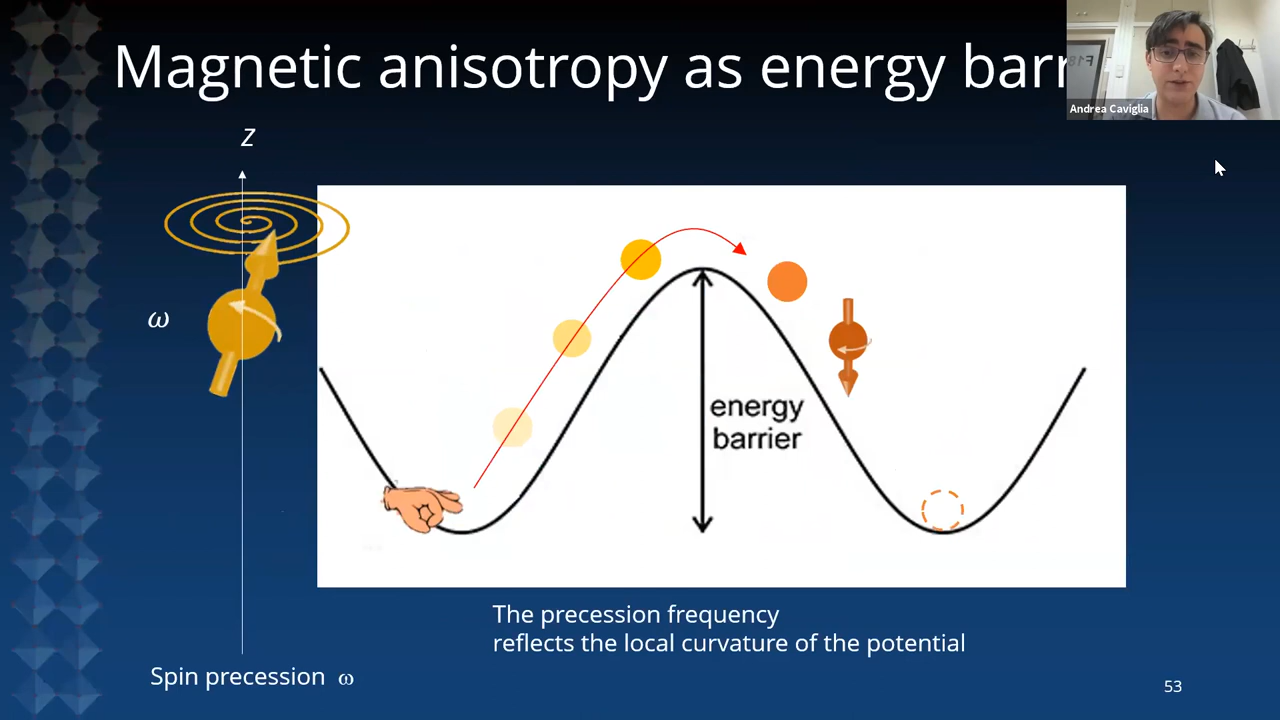 Magnetic anisotropy as energy barr
Andrea Caviglia
z
ω
energy
barrier
The precession frequency
reflects the local curvature of the potential
Spin precession ω
53